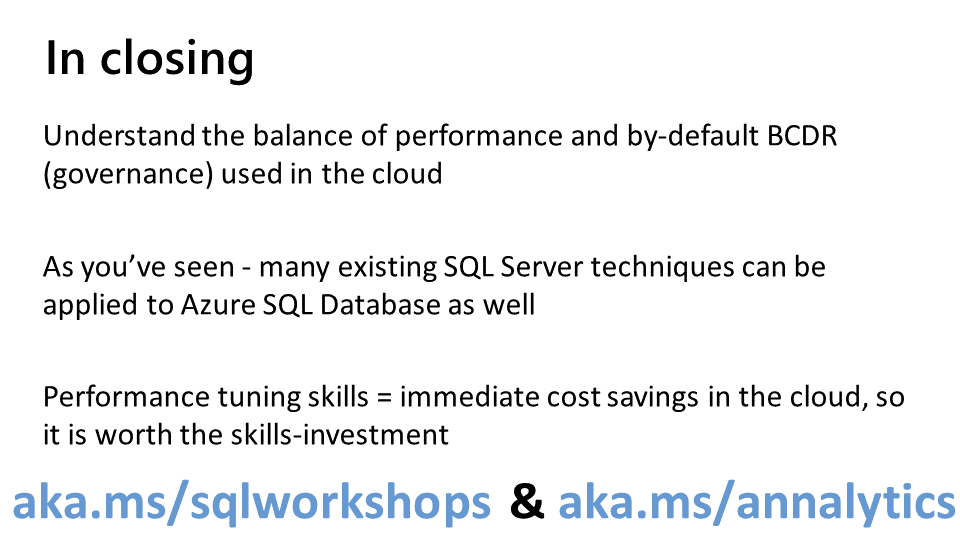 In closing
Understand the balance of performance and by-default BCDR
(governance) used in the cloud
As you’ve seen - many existing SQL Server techniques can be
applied to Azure SQL Database as well
Performance tuning skills = immediate cost savings in the cloud, so
it is worth the skills-investment
aka.ms/sqlworkshops & aka.ms/annalytics